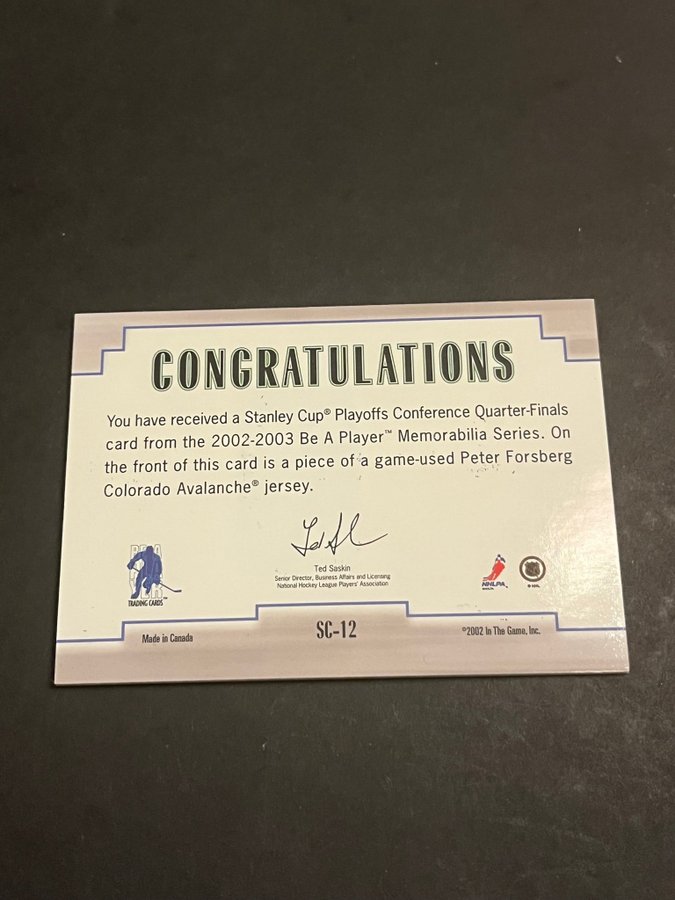 CONGRATULATIONS
You have received a Stanley Cup® Playoffs Conference Quarter-Finals
card from the 2002-2003 Be A Player™ Memorabilia Series. On
the front of this card is a piece of a game-used Peter Forsberg
Colorado Avalanche® jersey.
Ted Saskin
Senior Director, Business Affairs and Licensing
National Hockey League Players' Association
TRADING CARDS™
NHLPA
® NHL
Made in Canada
SC-12
©2002 In The Game, Inc.